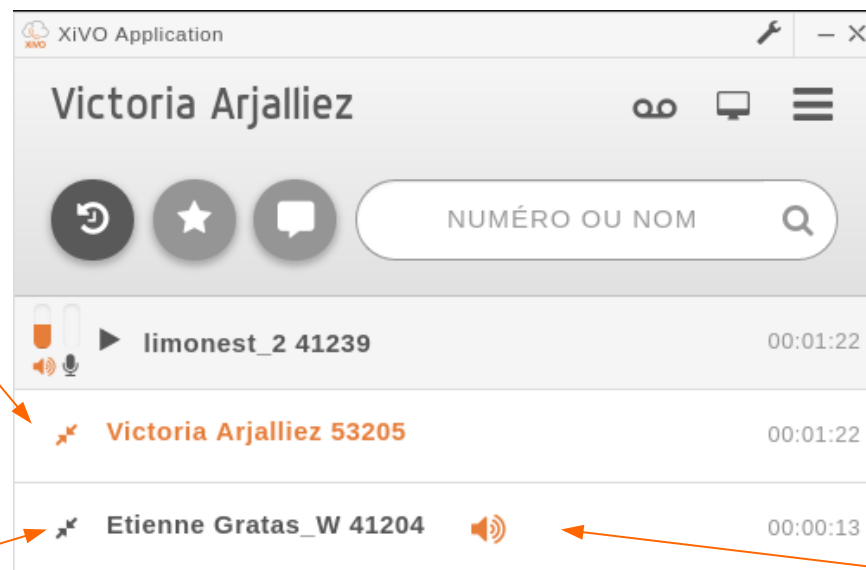 XiVO XiVO Application
Victoria Arjalliez
NUMÉRO OU NOM
limonest_2 41239 00:01:22
Victoria Arjalliez 53205 00:01:22
Etienne Gratas_W 41204 00:00:13